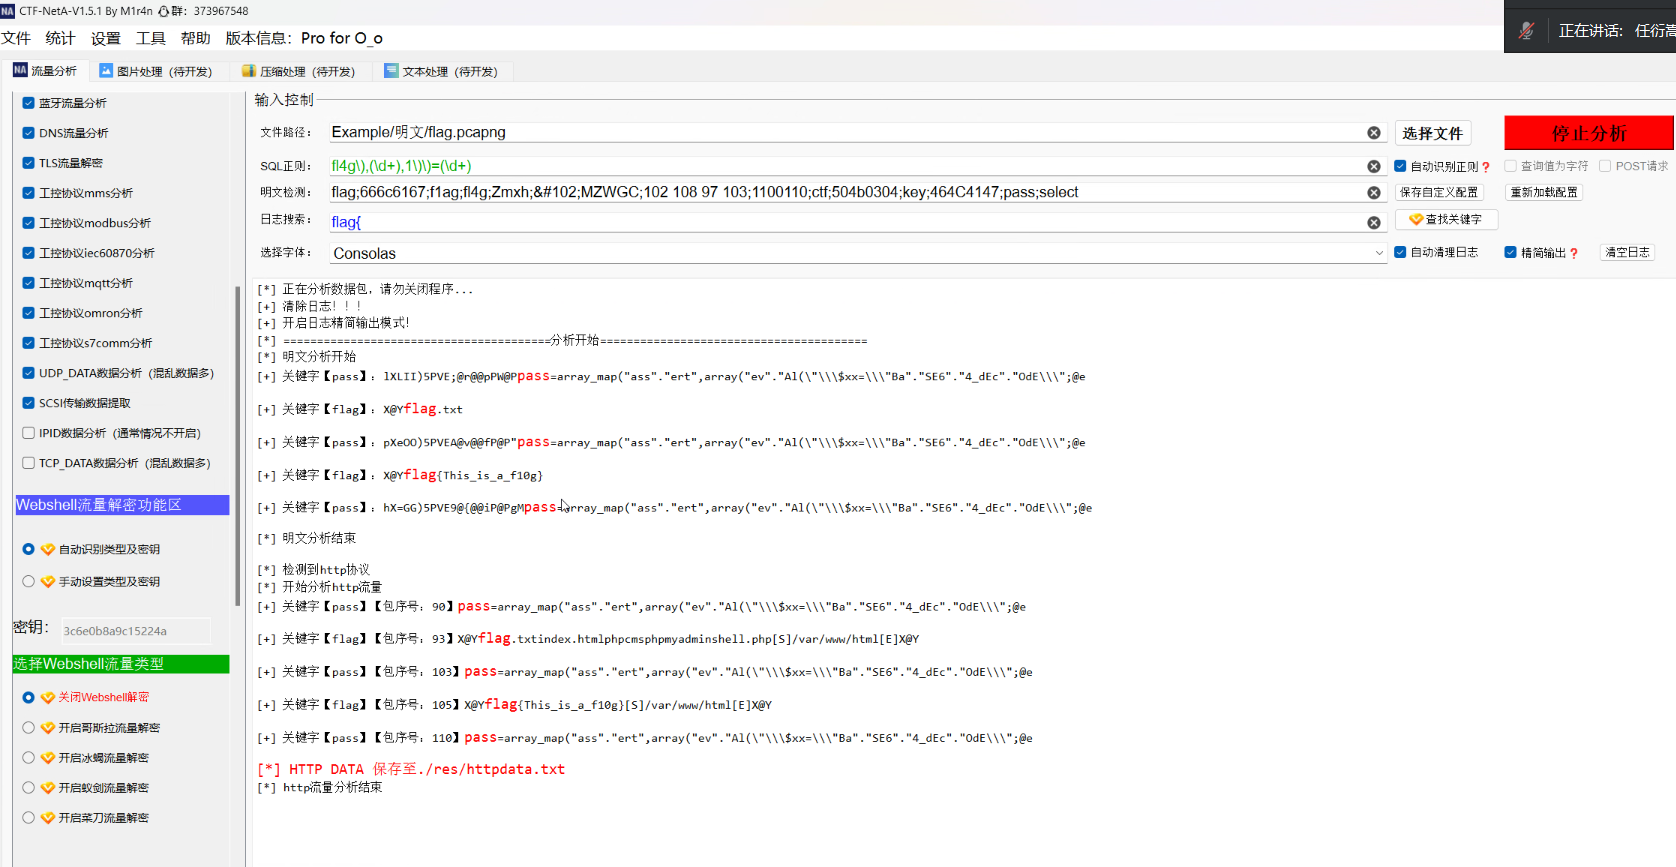 NA CTF-NetA-V1.5.1 By M1r4n 群：373967548
正在讲话: 任衍嵩
文件 统计 设置 工具 帮助 版本信息：Pro for O_o
NA 流量分析 图片处理（待开发） 压缩处理（待开发） 文本处理（待开发）
蓝牙流量分析
DNS流量分析
TLS流量解密
工控协议mms分析
工控协议modbus分析
工控协议iec60870分析
工控协议mqtt分析
工控协议omron分析
工控协议s7comm分析
UDP_DATA数据分析（混乱数据多）
SCSI传输数据提取
IPID数据分析（通常情况不开启）
TCP_DATA数据分析（混乱数据多）
Webshell流量解密功能区
自动识别类型及密钥
手动设置类型及密钥
密钥： 3c6e0b8a9c15224a
选择Webshell流量类型
关闭Webshell解密
开启哥斯拉流量解密
开启冰蝎流量解密
开启蚁剑流量解密
开启菜刀流量解密
输入控制
文件路径： Example/明文/flag.pcapng 选择文件 停止分析
SQL正则： fl4g\),(\d+),1\)\)=(\d+) 自动识别正则？ 查询值为字符 POST请求
明文检测： flag;666c6167;f1ag;fl4g;Zmxh;&#102;MZWGC;102 108 97 103;1100110;ctf;504b0304;key;464C4147;pass;select 保存自定义配置 重新加载配置
日志搜索： flag{ 查找关键字
选择字体： Consolas 自动清理日志 精简输出？ 清空日志
[*] 正在分析数据包，请勿关闭程序...
[+] 清除日志！！！
[+] 开启日志精简输出模式！
[*] ========================================分析开始========================================
[*] 明文分析开始
[+] 关键字【pass】：lXLII)5PVE;@r@@pPW@Ppass=array_map("ass"."ert",array("ev"."Al(\"\\\$xx=\\\"Ba"."SE6"."4_dEc"."OdE\\\";@e
[+] 关键字【flag】：X@Yflag.txt
[+] 关键字【pass】：pXeOO)5PVEA@v@@fP@P"pass=array_map("ass"."ert",array("ev"."Al(\"\\\$xx=\\\"Ba"."SE6"."4_dEc"."OdE\\\";@e
[+] 关键字【flag】：X@Yflag{This_is_a_f10g}
[+] 关键字【pass】：hX=GG)5PVE9@{@@iP@PgMpass=array_map("ass"."ert",array("ev"."Al(\"\\\$xx=\\\"Ba"."SE6"."4_dEc"."OdE\\\";@e
[*] 明文分析结束
[*] 检测到http协议
[*] 开始分析http流量
[+] 关键字【pass】【包序号：90】pass=array_map("ass"."ert",array("ev"."Al(\"\\\$xx=\\\"Ba"."SE6"."4_dEc"."OdE\\\";@e
[+] 关键字【flag】【包序号：93】X@Yflag.txtindex.htmlphpcmsphpmyadminshell.php[S]/var/www/html[E]X@Y
[+] 关键字【pass】【包序号：103】pass=array_map("ass"."ert",array("ev"."Al(\"\\\$xx=\\\"Ba"."SE6"."4_dEc"."OdE\\\";@e
[+] 关键字【flag】【包序号：105】X@Yflag{This_is_a_f10g}[S]/var/www/html[E]X@Y
[+] 关键字【pass】【包序号：110】pass=array_map("ass"."ert",array("ev"."Al(\"\\\$xx=\\\"Ba"."SE6"."4_dEc"."OdE\\\";@e
[*] HTTP DATA 保存至./res/httpdata.txt
[*] http流量分析结束